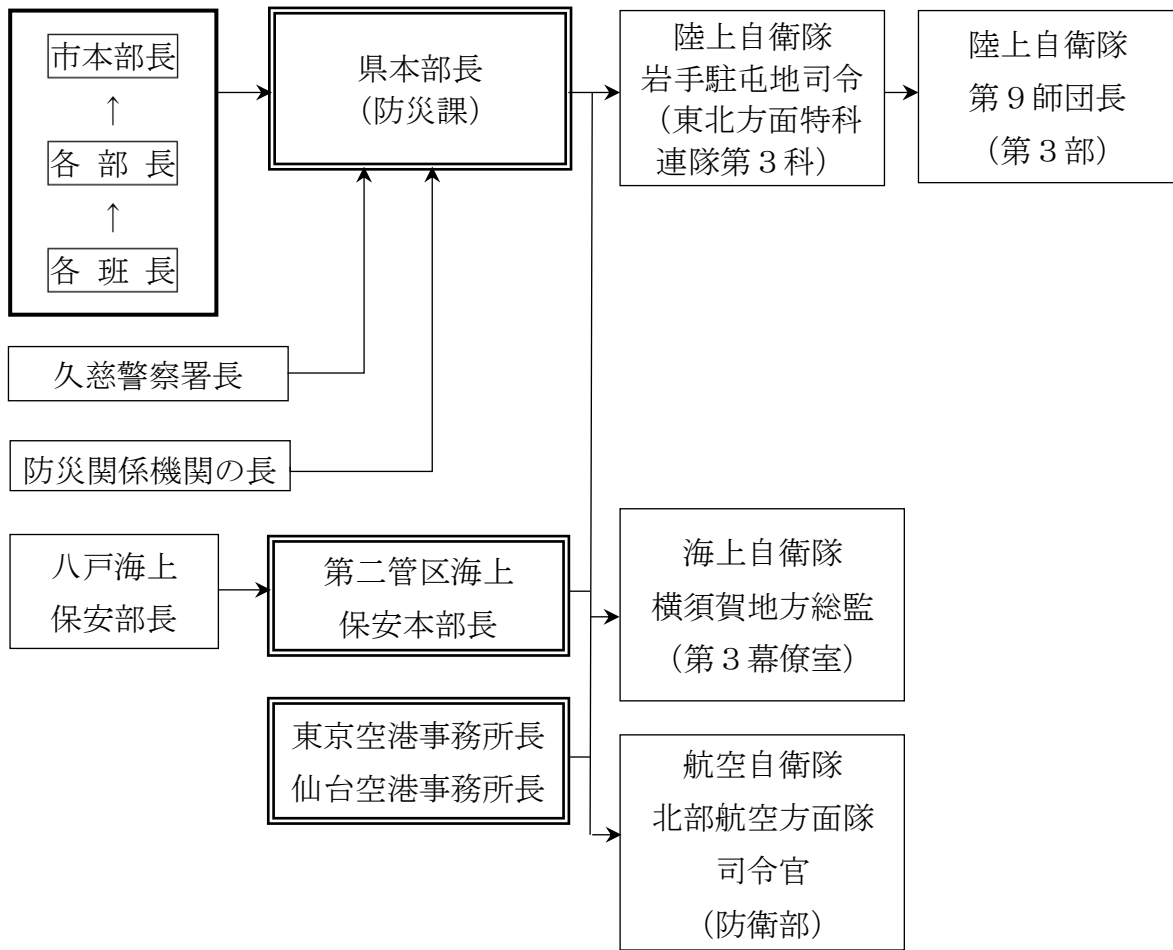 市本部長
↑
各部長
↑
各班長
県本部長
（防災課）
陸上自衛隊
岩手駐屯地司令
（東北方面特科
連隊第３科）
陸上自衛隊
第９師団長
（第３部）
久慈警察署長
防災関係機関の長
八戸海上
保安部長
第二管区海上
保安本部長
海上自衛隊
横須賀地方総監
（第３幕僚室）
東京空港事務所長
仙台空港事務所長
航空自衛隊
北部航空方面隊
司令官
（防衛部）